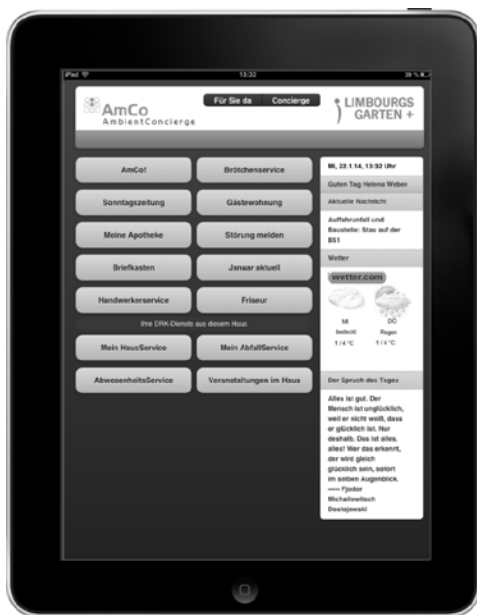 iPad 13:32 39 %
AmCo
AmbientConcierge
Für Sie da Concierge
LIMBOURGS
GARTEN +
AmCo!
Brötchenservice
Sonntagszeitung
Gästewohnung
Meine Apotheke
Störung melden
Briefkasten
Januar aktuell
Handwerkerservice
Friseur
Ihre DRK-Dienste aus diesem Haus
Mein HausService
Mein AbfallService
AbwesenheitsService
Veranstaltungen im Haus
Mi, 22.1.14, 13:32 Uhr
Guten Tag Helena Weber
Aktuelle Nachricht
Auffahrunfall und
Baustelle: Stau auf der
B51
Wetter
wetter.com
MI DO
bedeckt Regen
1 / 4 °C 1 / 4 °C
Der Spruch des Tages
Alles ist gut. Der
Mensch ist unglücklich,
weil er nicht weiß, dass
er glücklich ist. Nur
deshalb. Das ist alles,
alles! Wer das erkennt,
der wird gleich
glücklich sein, sofort
im selben Augenblick.
—— Fjodor
Michailowitsch
Dostojewski